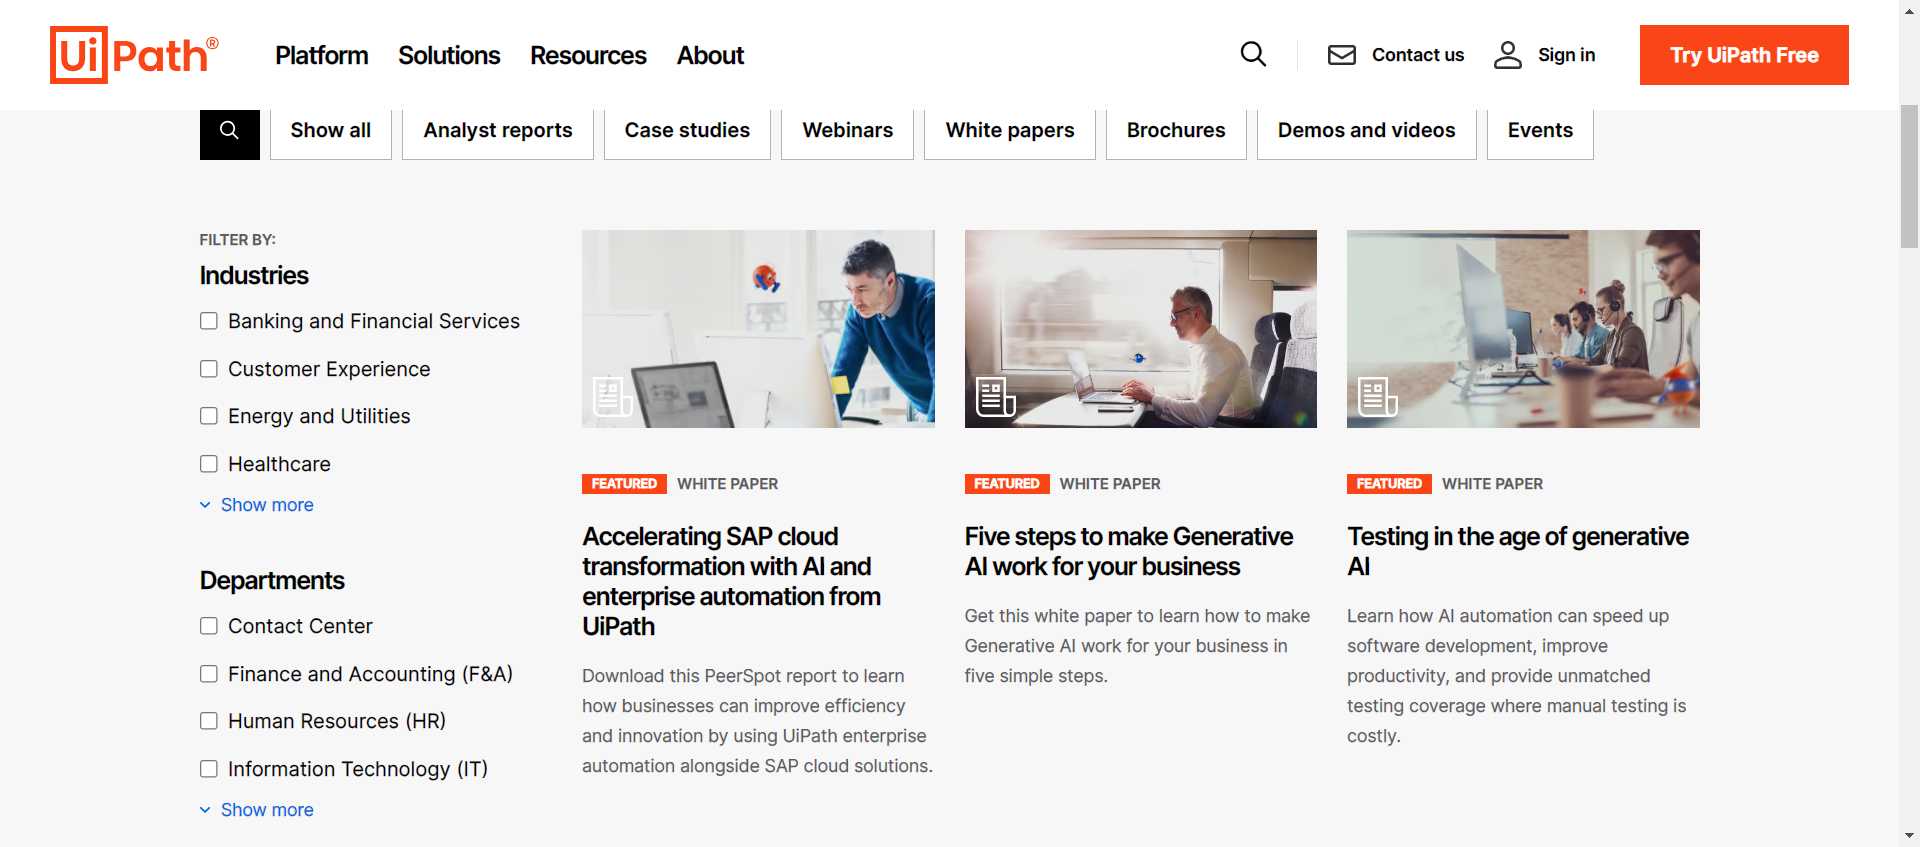 UiPath®
Platform
Solutions
Resources
About
Contact us
Sign in
Try UiPath Free
Show all
Analyst reports
Case studies
Webinars
White papers
Brochures
Demos and videos
Events
FILTER BY:
Industries
Banking and Financial Services
Customer Experience
Energy and Utilities
Healthcare
Show more
Departments
Contact Center
Finance and Accounting (F&A)
Human Resources (HR)
Information Technology (IT)
Show more
FEATURED WHITE PAPER
Accelerating SAP cloud
transformation with AI and
enterprise automation from
UiPath
Download this PeerSpot report to learn
how businesses can improve efficiency
and innovation by using UiPath enterprise
automation alongside SAP cloud solutions.
FEATURED WHITE PAPER
Five steps to make Generative
AI work for your business
Get this white paper to learn how to make
Generative AI work for your business in
five simple steps.
FEATURED WHITE PAPER
Testing in the age of generative
AI
Learn how AI automation can speed up
software development, improve
productivity, and provide unmatched
testing coverage where manual testing is
costly.